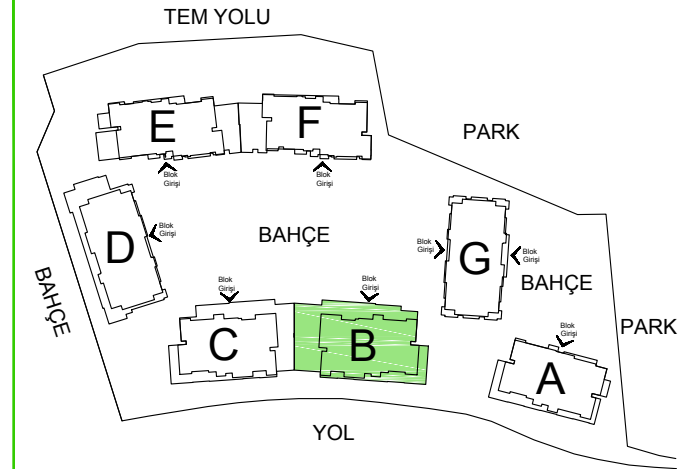 TEM YOLU
E
F
PARK
Blok
Girişi
Blok
Girişi
D
Blok
Girişi
BAHÇE
Blok
Girişi
G
Blok
Girişi
BAHÇE
BAHÇE
Blok
Girişi
Blok
Girişi
C
B
Blok
Girişi
PARK
A
YOL